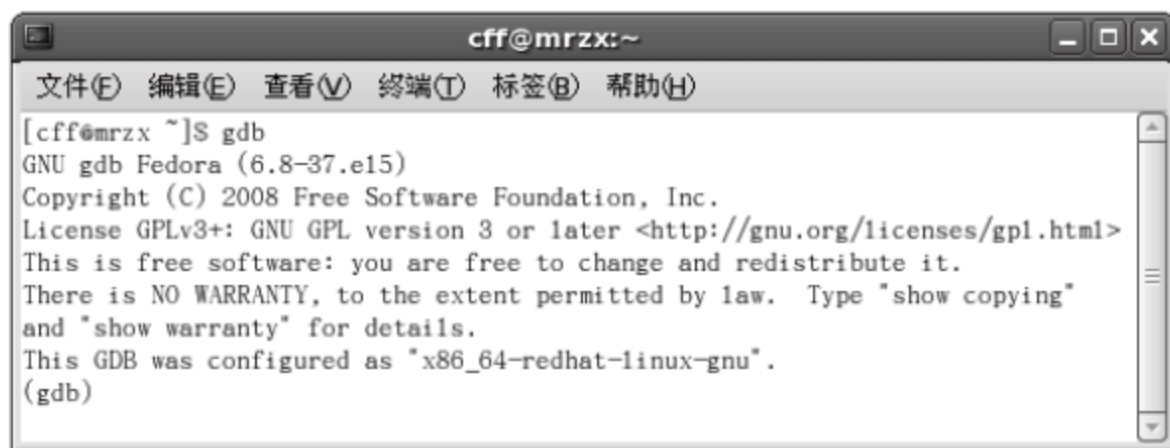 cff@mrzx:~
文件(F) 编辑(E) 查看(V) 终端(T) 标签(B) 帮助(H)
[cff@mrzx ~]$ gdb
GNU gdb Fedora (6.8-37.el5)
Copyright (C) 2008 Free Software Foundation, Inc.
License GPLv3+: GNU GPL version 3 or later <http://gnu.org/licenses/gpl.html>
This is free software: you are free to change and redistribute it.
There is NO WARRANTY, to the extent permitted by law.  Type "show copying"
and "show warranty" for details.
This GDB was configured as "x86_64-redhat-linux-gnu".
(gdb)